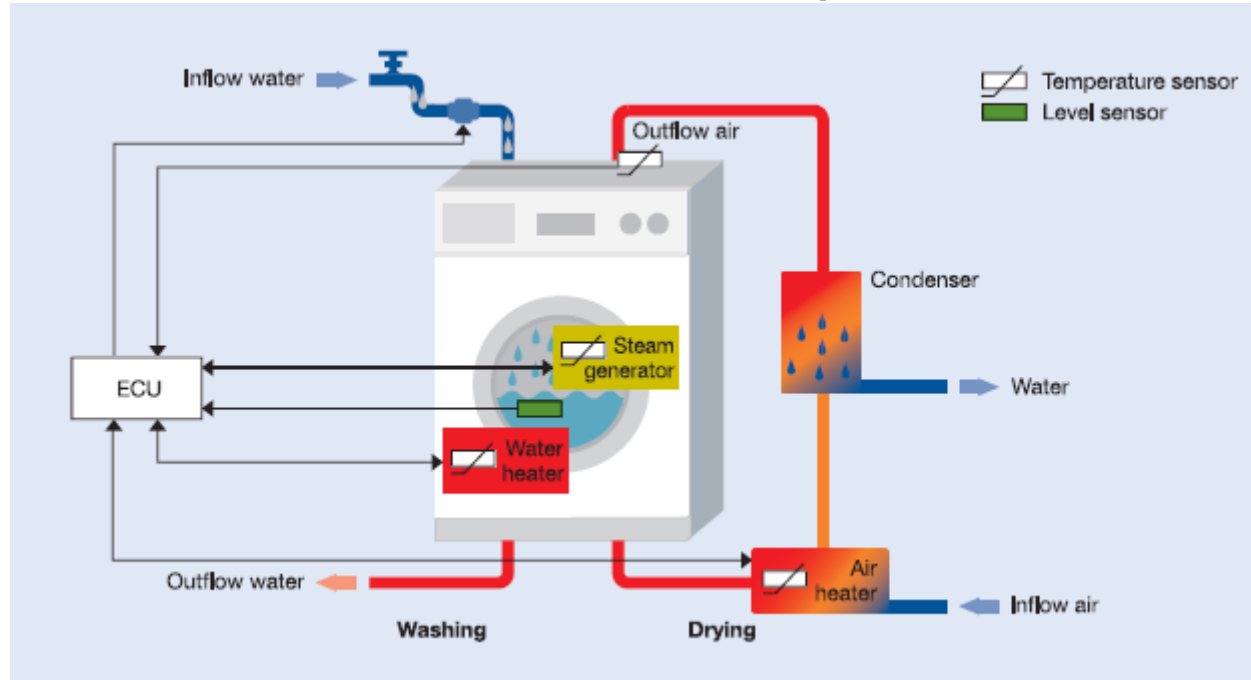 Inflow water
Temperature sensor
Level sensor
Outflow air
Condenser
Steam
generator
ECU
Water
Water
heater
Air
heater
Outflow water
Inflow air
Washing
Drying